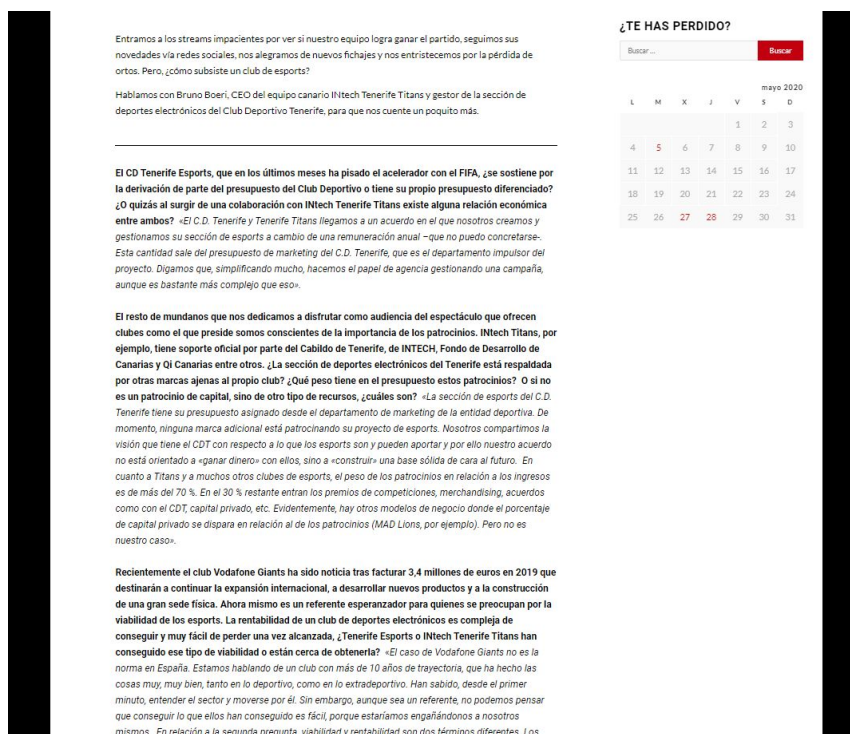 Entramos a los streams impacientes por ver si nuestro equipo logra ganar el partido, seguimos sus
novedades vía redes sociales, nos alegramos de nuevos fichajes y nos entristecemos por la pérdida de
ortos. Pero, ¿cómo subsiste un club de esports?
Hablamos con Bruno Boeri, CEO del equipo canario INtech Tenerife Titans y gestor de la sección de
deportes electrónicos del Club Deportivo Tenerife, para que nos cuente un poquito más.
El CD Tenerife Esports, que en los últimos meses ha pisado el acelerador con el FIFA, ¿se sostiene por
la derivación de parte del presupuesto del Club Deportivo o tiene su propio presupuesto diferenciado?
¿O quizás al surgir de una colaboración con INtech Tenerife Titans existe alguna relación económica
entre ambos? «El C.D. Tenerife y Tenerife Titans llegamos a un acuerdo en el que nosotros creamos y
gestionamos su sección de esports a cambio de una remuneración anual –que no puedo concretarse-.
Esta cantidad sale del presupuesto de marketing del C.D. Tenerife, que es el departamento impulsor del
proyecto. Digamos que, simplificando mucho, hacemos el papel de agencia gestionando una campaña,
aunque es bastante más complejo que eso».
El resto de mundanos que nos dedicamos a disfrutar como audiencia del espectáculo que ofrecen
clubes como el que preside somos conscientes de la importancia de los patrocinios. INtech Titans, por
ejemplo, tiene soporte oficial por parte del Cabildo de Tenerife, de INTECH, Fondo de Desarrollo de
Canarias y Qi Canarias entre otros. ¿La sección de deportes electrónicos del Tenerife está respaldada
por otras marcas ajenas al propio club? ¿Qué peso tiene en el presupuesto estos patrocinios? O si no
es un patrocinio de capital, sino de otro tipo de recursos, ¿cuáles son? «La sección de esports del C.D.
Tenerife tiene su presupuesto asignado desde el departamento de marketing de la entidad deportiva. De
momento, ninguna marca adicional está patrocinando su proyecto de esports. Nosotros compartimos la
visión que tiene el CDT con respecto a lo que los esports son y pueden aportar y por ello nuestro acuerdo
no está orientado a «ganar dinero» con ellos, sino a «construir» una base sólida de cara al futuro. En
cuanto a Titans y a muchos otros clubes de esports, el peso de los patrocinios en relación a los ingresos
es de más del 70 %. En el 30 % restante entran los premios de competiciones, merchandising, acuerdos
como con el CDT, capital privado, etc. Evidentemente, hay otros modelos de negocio donde el porcentaje
de capital privado se dispara en relación al de los patrocinios (MAD Lions, por ejemplo). Pero no es
nuestro caso».
Recientemente el club Vodafone Giants ha sido noticia tras facturar 3,4 millones de euros en 2019 que
destinarán a continuar la expansión internacional, a desarrollar nuevos productos y a la construcción
de una gran sede física. Ahora mismo es un referente esperanzador para quienes se preocupan por la
viabilidad de los esports. La rentabilidad de un club de deportes electrónicos es compleja de
conseguir y muy fácil de perder una vez alcanzada, ¿Tenerife Esports o INtech Tenerife Titans han
conseguido ese tipo de viabilidad o están cerca de obtenerla? «El caso de Vodafone Giants no es la
norma en España. Estamos hablando de un club con más de 10 años de trayectoria, que ha hecho las
cosas muy, muy bien, tanto en lo deportivo, como en lo extradeportivo. Han sabido, desde el primer
minuto, entender el sector y moverse por él. Sin embargo, aunque sea un referente, no podemos pensar
que conseguir lo que ellos han conseguido es fácil, porque estaríamos engañándonos a nosotros
mismos. En relación a la segunda pregunta, viabilidad y rentabilidad son dos términos diferentes. Los
¿TE HAS PERDIDO?
Buscar ... Buscar
mayo 2020
L M X J V S D
1 2 3
4 5 6 7 8 9 10
11 12 13 14 15 16 17
18 19 20 21 22 23 24
25 26 27 28 29 30 31